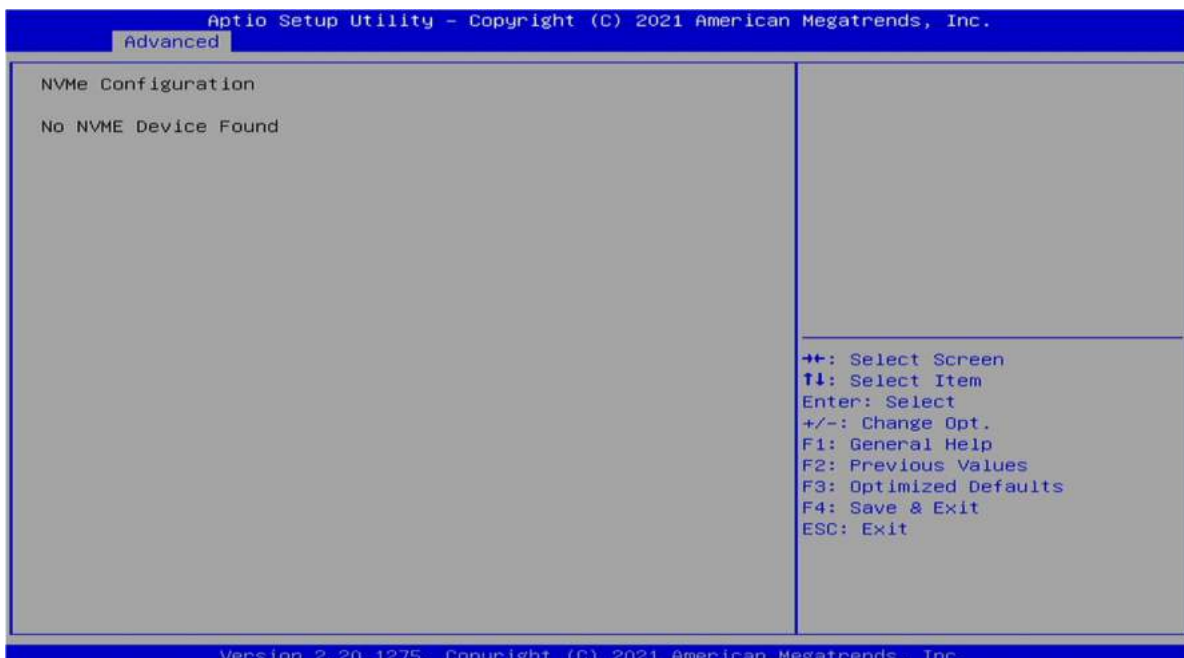 Aptio Setup Utility – Copyright (C) 2021 American Megatrends, Inc.
Advanced
NVMe Configuration
No NVME Device Found
→←: Select Screen
↑↓: Select Item
Enter: Select
+/-: Change Opt.
F1: General Help
F2: Previous Values
F3: Optimized Defaults
F4: Save & Exit
ESC: Exit
Version 2.20.1275. Copyright (C) 2021 American Megatrends, Inc.